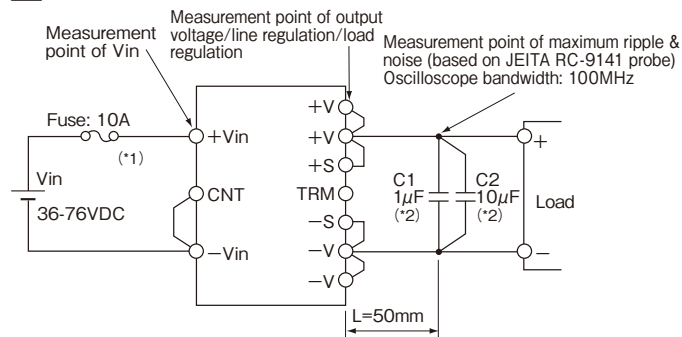 Measurement point of output
voltage/line regulation/load
regulation
Measurement
point of Vin
Measurement point of maximum ripple &
noise (based on JEITA RC-9141 probe)
Oscilloscope bandwidth: 100MHz
Fuse: 10A
(*1)
Vin
36-76VDC
+Vin
CNT
−Vin
+V
+V
+S
TRM
−S
−V
−V
C1
1μF
(*2)
C2
10μF
(*2)
+
Load
−
L=50mm